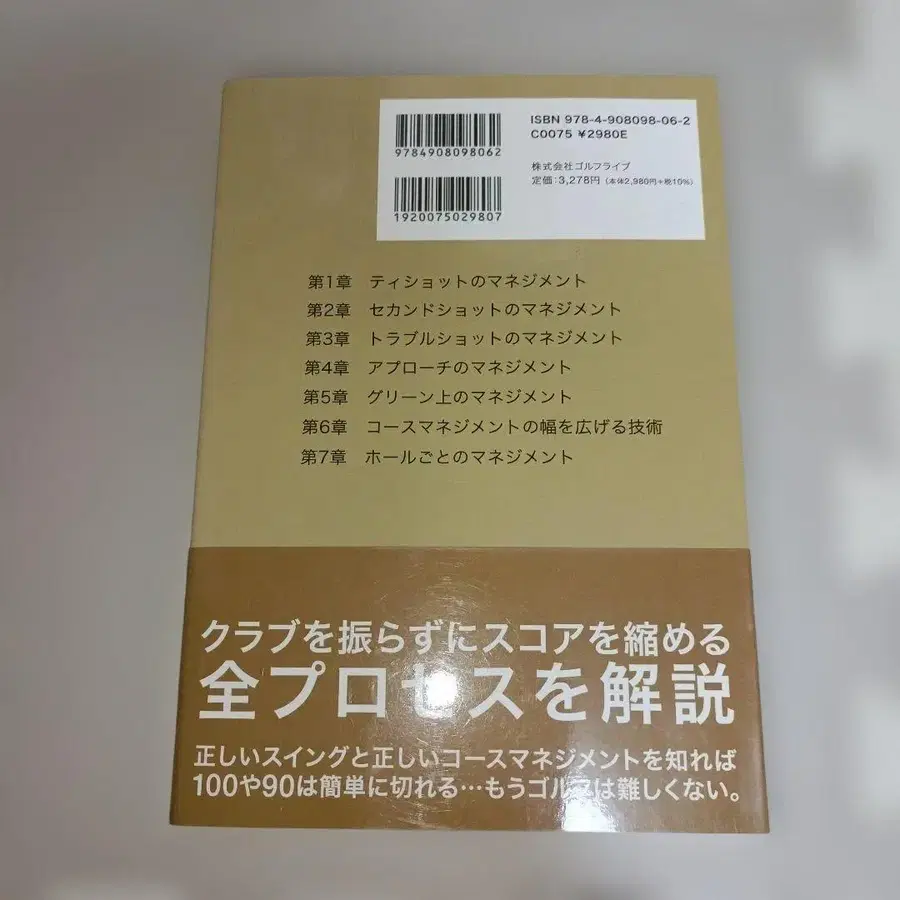 ISBN 978-4-908098-06-2
C0075 ¥2980E
9784908098062
株式会社ゴルフライブ
定価:3,278円(本体2,980円+税10%)
1920075029807
第1章 ティショットのマネジメント
第2章 セカンドショットのマネジメント
第3章 トラブルショットのマネジメント
第4章 アプローチのマネジメント
第5章 グリーン上のマネジメント
第6章 コースマネジメントの幅を広げる技術
第7章 ホールごとのマネジメント
クラブを振らずにスコアを縮める
全プロセスを解説
正しいスイングと正しいコースマネジメントを知れば
100や90は簡単に切れる…もうゴルフは難しくない。